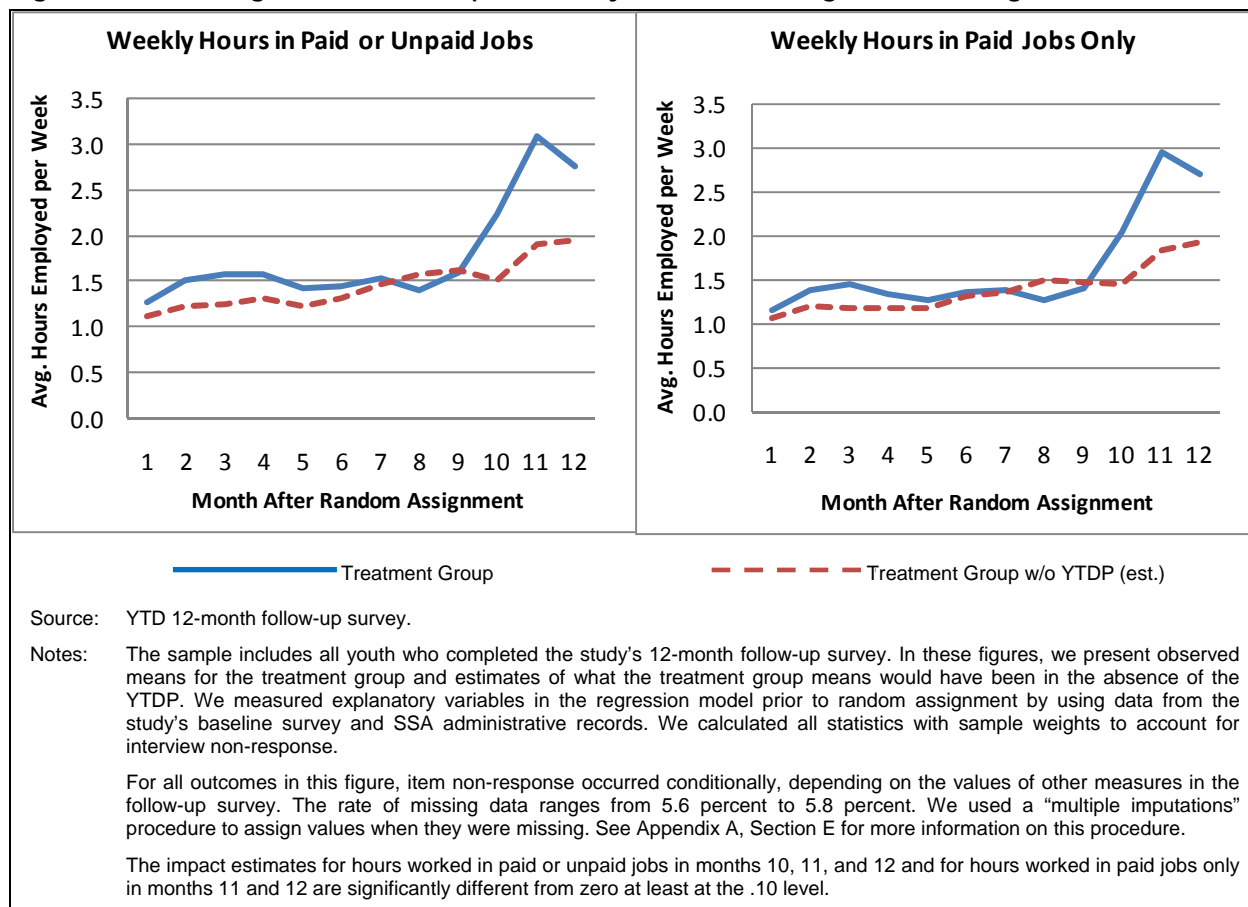 Weekly Hours in Paid or Unpaid Jobs
Avg. Hours Employed per Week
3.5
3.0
2.5
2.0
1.5
1.0
0.5
0.0
1 2 3 4 5 6 7 8 9 10 11 12
Month After Random Assignment
Weekly Hours in Paid Jobs Only
Avg. Hours Employed per Week
3.5
3.0
2.5
2.0
1.5
1.0
0.5
0.0
1 2 3 4 5 6 7 8 9 10 11 12
Month After Random Assignment
Treatment Group
Treatment Group w/o YTDP (est.)
Source: YTD 12-month follow-up survey.
Notes: The sample includes all youth who completed the study's 12-month follow-up survey. In these figures, we present observed
means for the treatment group and estimates of what the treatment group means would have been in the absence of the
YTDP. We measured explanatory variables in the regression model prior to random assignment by using data from the
study's baseline survey and SSA administrative records. We calculated all statistics with sample weights to account for
interview non-response.
For all outcomes in this figure, item non-response occurred conditionally, depending on the values of other measures in the
follow-up survey. The rate of missing data ranges from 5.6 percent to 5.8 percent. We used a "multiple imputations"
procedure to assign values when they were missing. See Appendix A, Section E for more information on this procedure.
The impact estimates for hours worked in paid or unpaid jobs in months 10, 11, and 12 and for hours worked in paid jobs only
in months 11 and 12 are significantly different from zero at least at the .10 level.